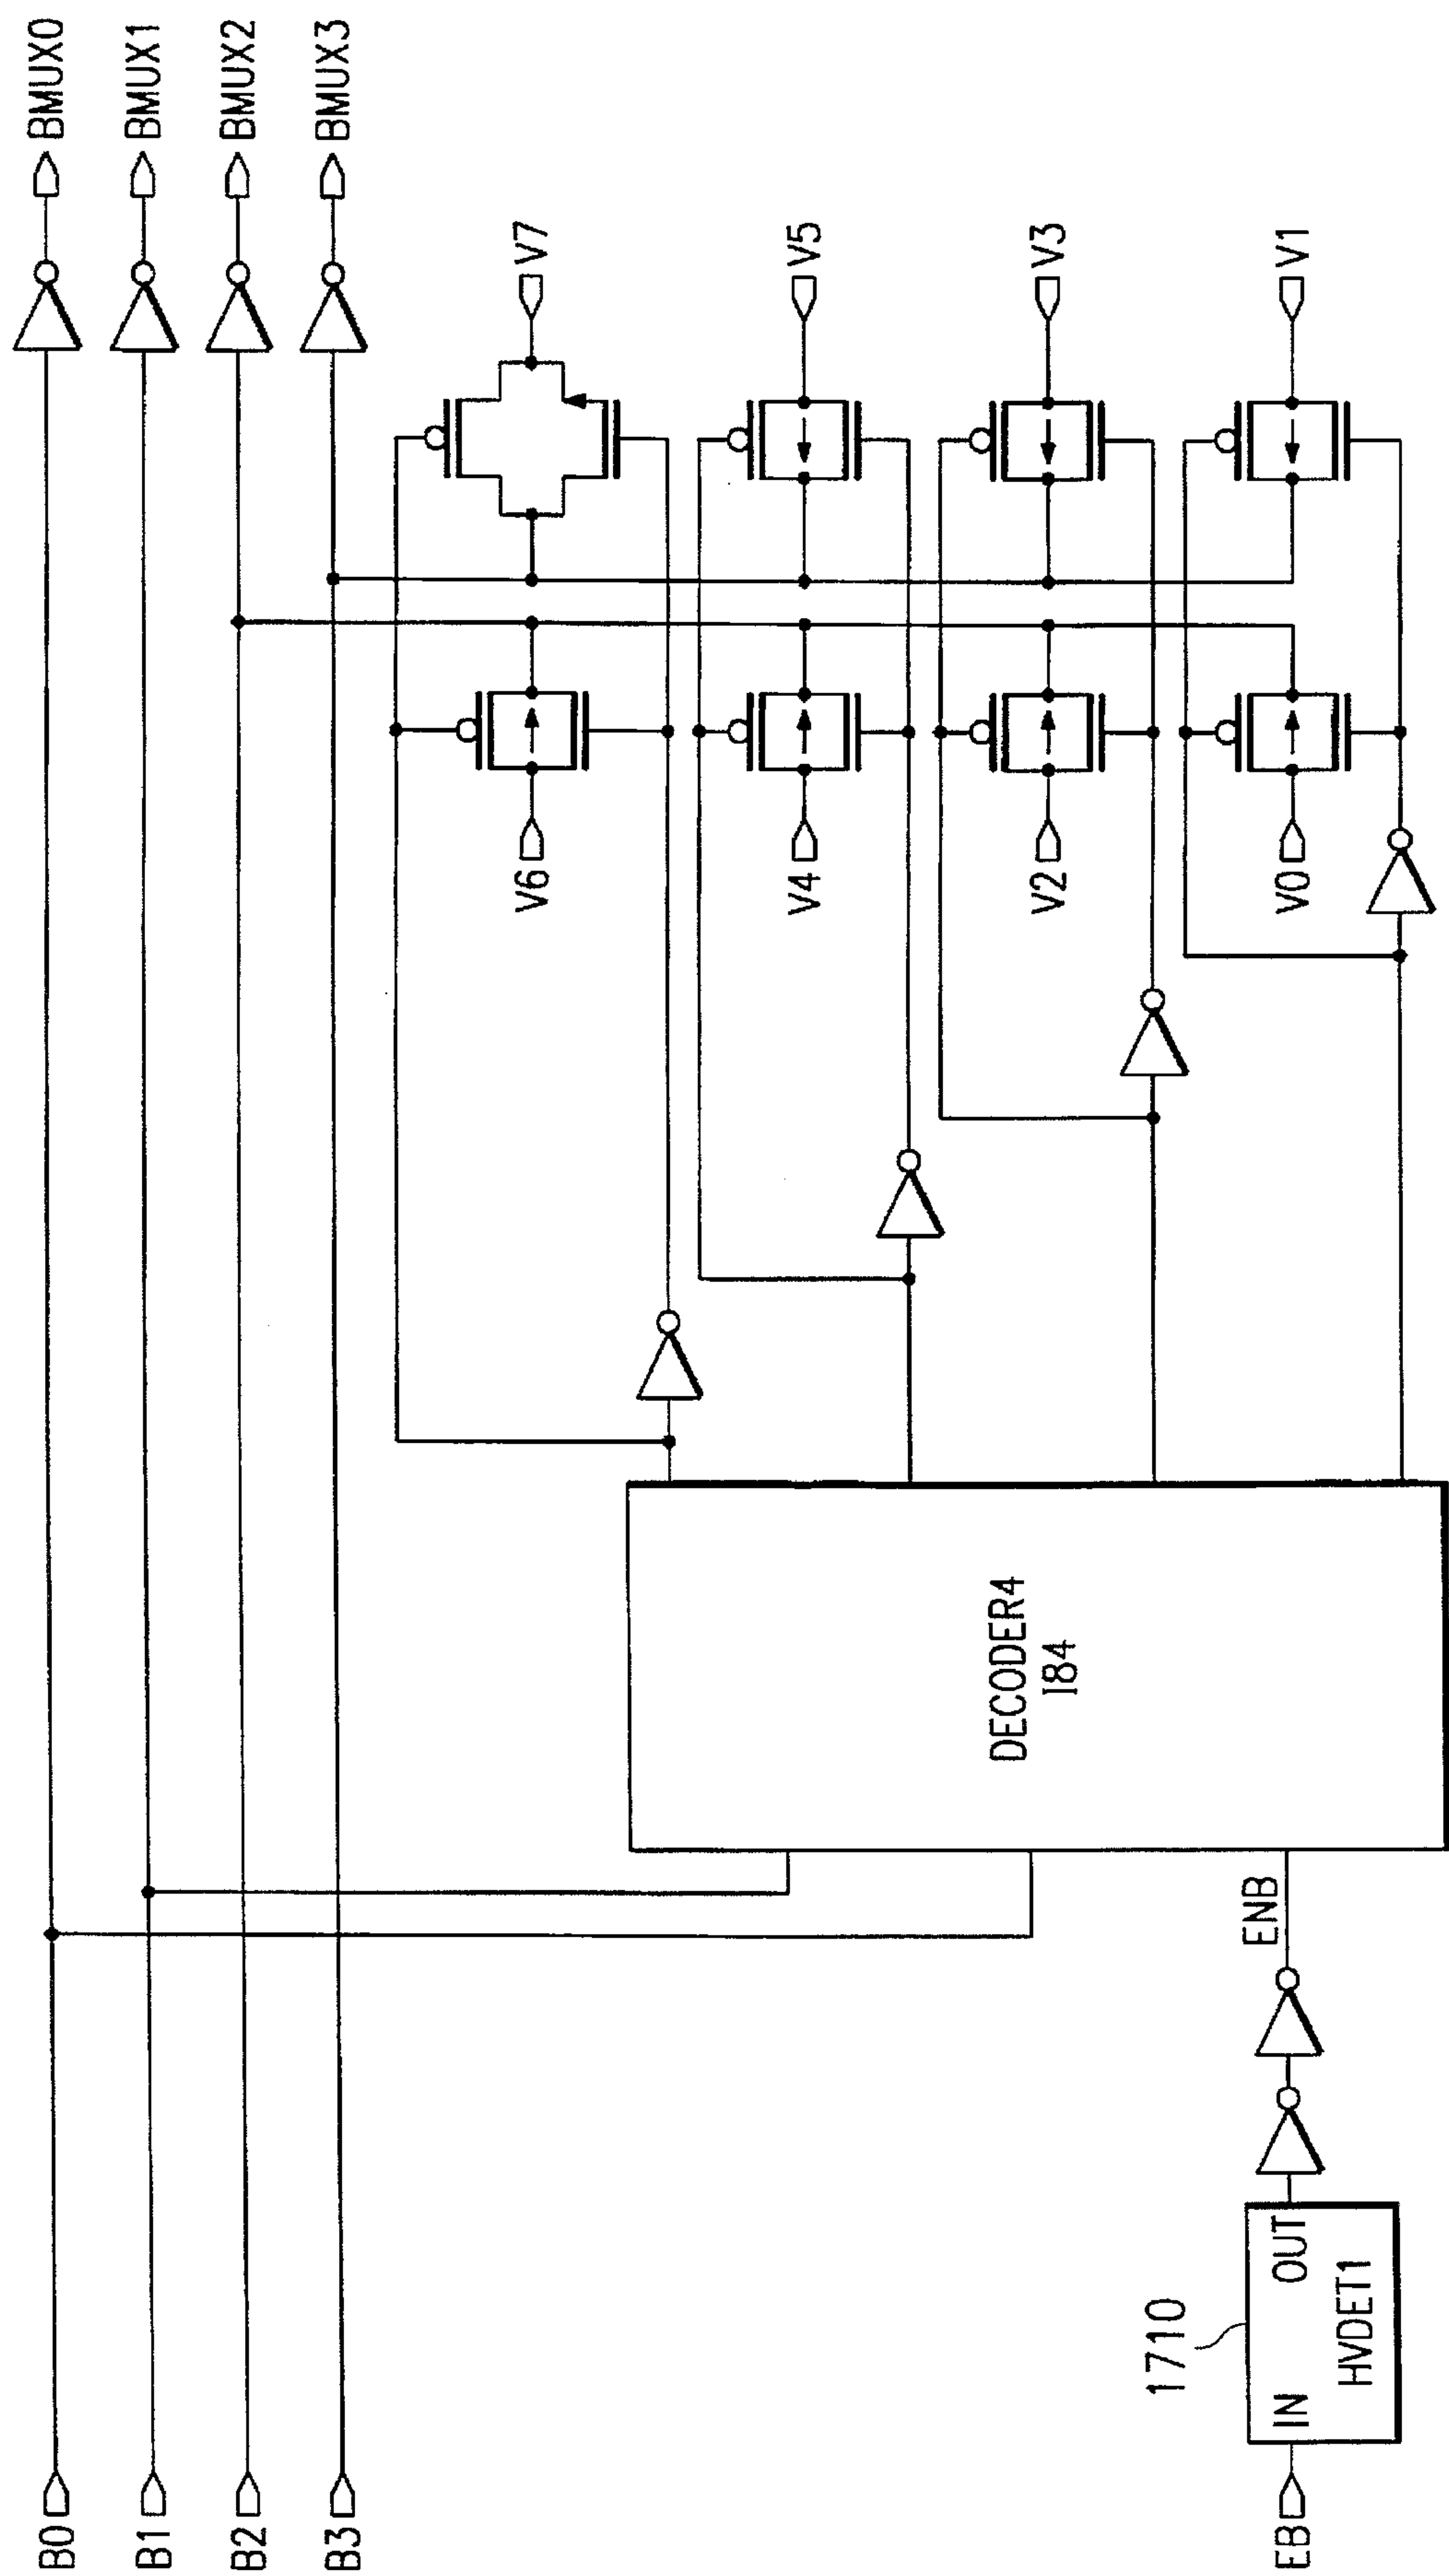 B0
B1
B2
B3
EB
BMUX0
BMUX1
BMUX2
BMUX3
1710
IN
OUT
HVDET1
ENB
DECODER4
I84
V6
V7
V4
V5
V2
V3
V0
V1